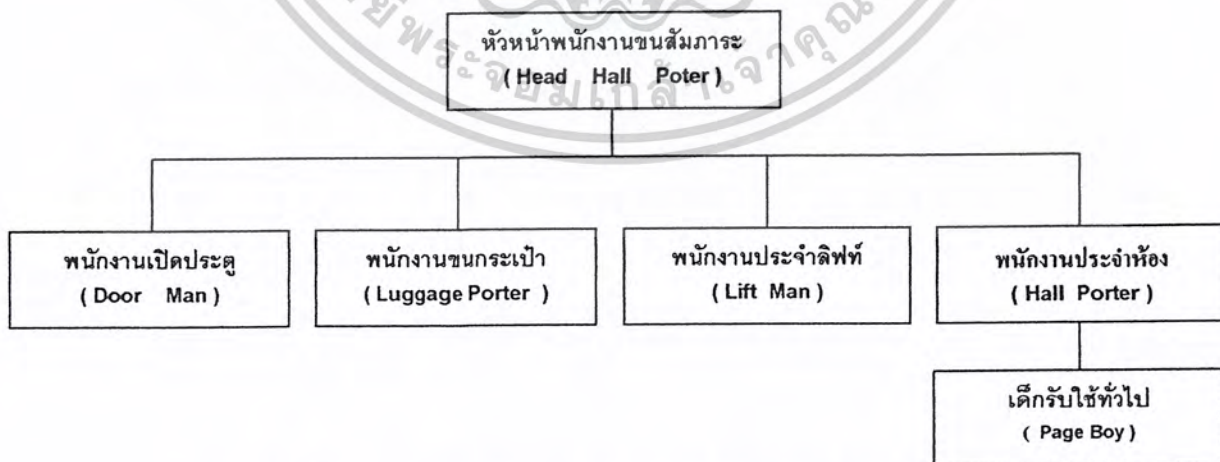 หัวหน้าพนักงานขนสัมภาระ
( Head Hall Poter )
พนักงานเปิดประตู
( Door Man )
พนักงานขนกระเป๋า
( Luggage Porter )
พนักงานประจำลิฟท์
( Lift Man )
พนักงานประจำห้อง
( Hall Porter )
เด็กรับใช้ทั่วไป
( Page Boy )